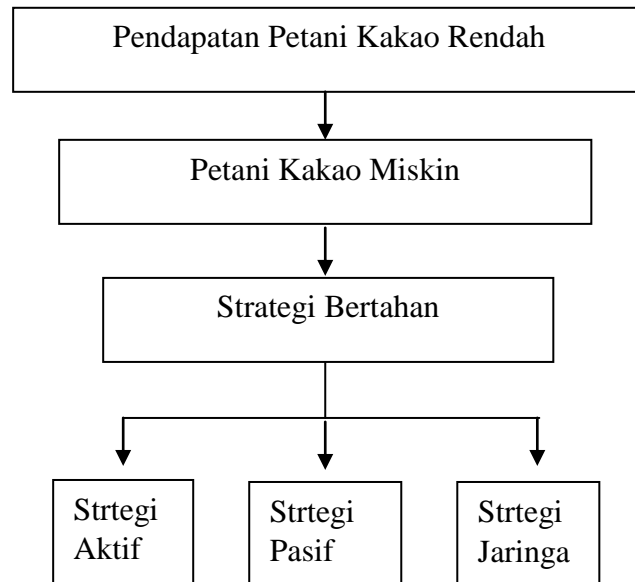 Pendapatan Petani Kakao Rendah
Petani Kakao Miskin
Strategi Bertahan
Strtegi
Aktif
Strtegi
Pasif
Strtegi
Jaringa